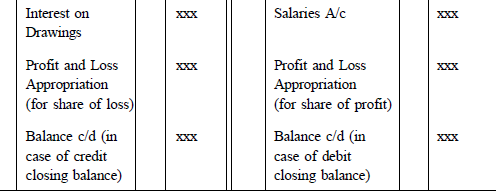 Interest on
Drawings
xxx
Salaries A/c
xxx
Profit and Loss
Appropriation
(for share of loss)
xxx
Profit and Loss
Appropriation
(for share of profit)
xxx
Balance c/d (in
case of credit
closing balance)
xxx
Balance c/d (in
case of debit
closing balance)
xxx